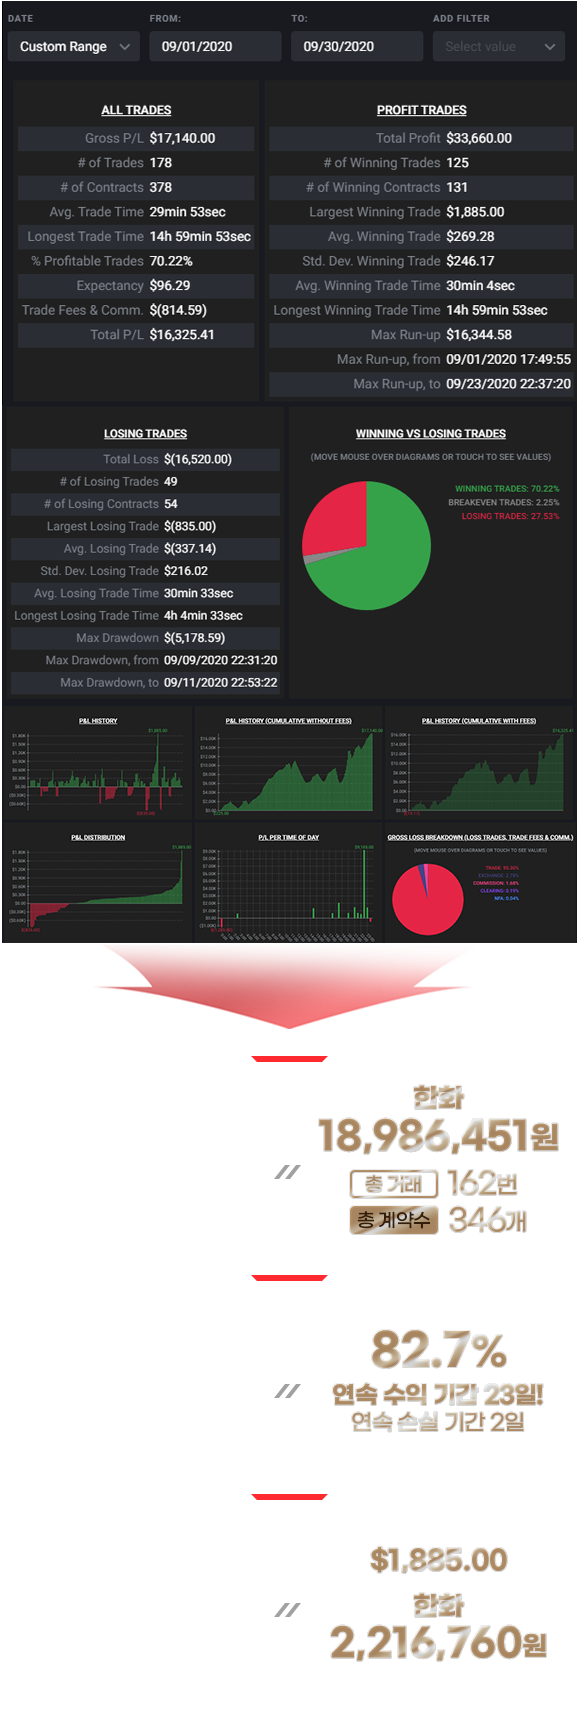 DATE
FROM:
TO:
ADD FILTER
Custom Range
09/01/2020
09/30/2020
Select value
ALL TRADES
Gross P/L $17,140.00
# of Trades 178
# of Contracts 378
Avg. Trade Time 29min 53sec
Longest Trade Time 14h 59min 53sec
% Profitable Trades 70.22%
Expectancy $96.29
Trade Fees & Comm. $(814.59)
Total P/L $16,325.41
PROFIT TRADES
Total Profit $33,660.00
# of Winning Trades 125
# of Winning Contracts 131
Largest Winning Trade $1,885.00
Avg. Winning Trade $269.28
Std. Dev. Winning Trade $246.17
Avg. Winning Trade Time 30min 4sec
Longest Winning Trade Time 14h 59min 53sec
Max Run-up $16,344.58
Max Run-up, from 09/01/2020 17:49:55
Max Run-up, to 09/23/2020 22:37:20
LOSING TRADES
Total Loss $(16,520.00)
# of Losing Trades 49
# of Losing Contracts 54
Largest Losing Trade $(835.00)
Avg. Losing Trade $(337.14)
Std. Dev. Losing Trade $216.02
Avg. Losing Trade Time 30min 33sec
Longest Losing Trade Time 4h 4min 33sec
Max Drawdown $(5,178.59)
Max Drawdown, from 09/09/2020 22:31:20
Max Drawdown, to 09/11/2020 22:53:22
WINNING VS LOSING TRADES
(MOVE MOUSE OVER DIAGRAMS OR TOUCH TO SEE VALUES)
WINNING TRADES: 70.22%
BREAKEVEN TRADES: 2.25%
LOSING TRADES: 27.53%
P&L HISTORY
P&L HISTORY (CUMULATIVE WITHOUT FEES)
P&L HISTORY (CUMULATIVE WITH FEES)
P&L DISTRIBUTION
P/L PER TIME OF DAY
GROSS LOSS BREAKDOWN (LOSS TRADES, TRADE FEES & COMM.)
(MOVE MOUSE OVER DIAGRAMS OR TOUCH TO SEE VALUES)
COMMISSION: 1.68%
CLEARING: 0.19%
NFA: 0.04%
한화
18,986,451원
총 거래 162번
총 계약수 346개
82.7%
연속 수익 기간 23일!
연속 손실 기간 2일
$1,885.00
한화
2,216,760원